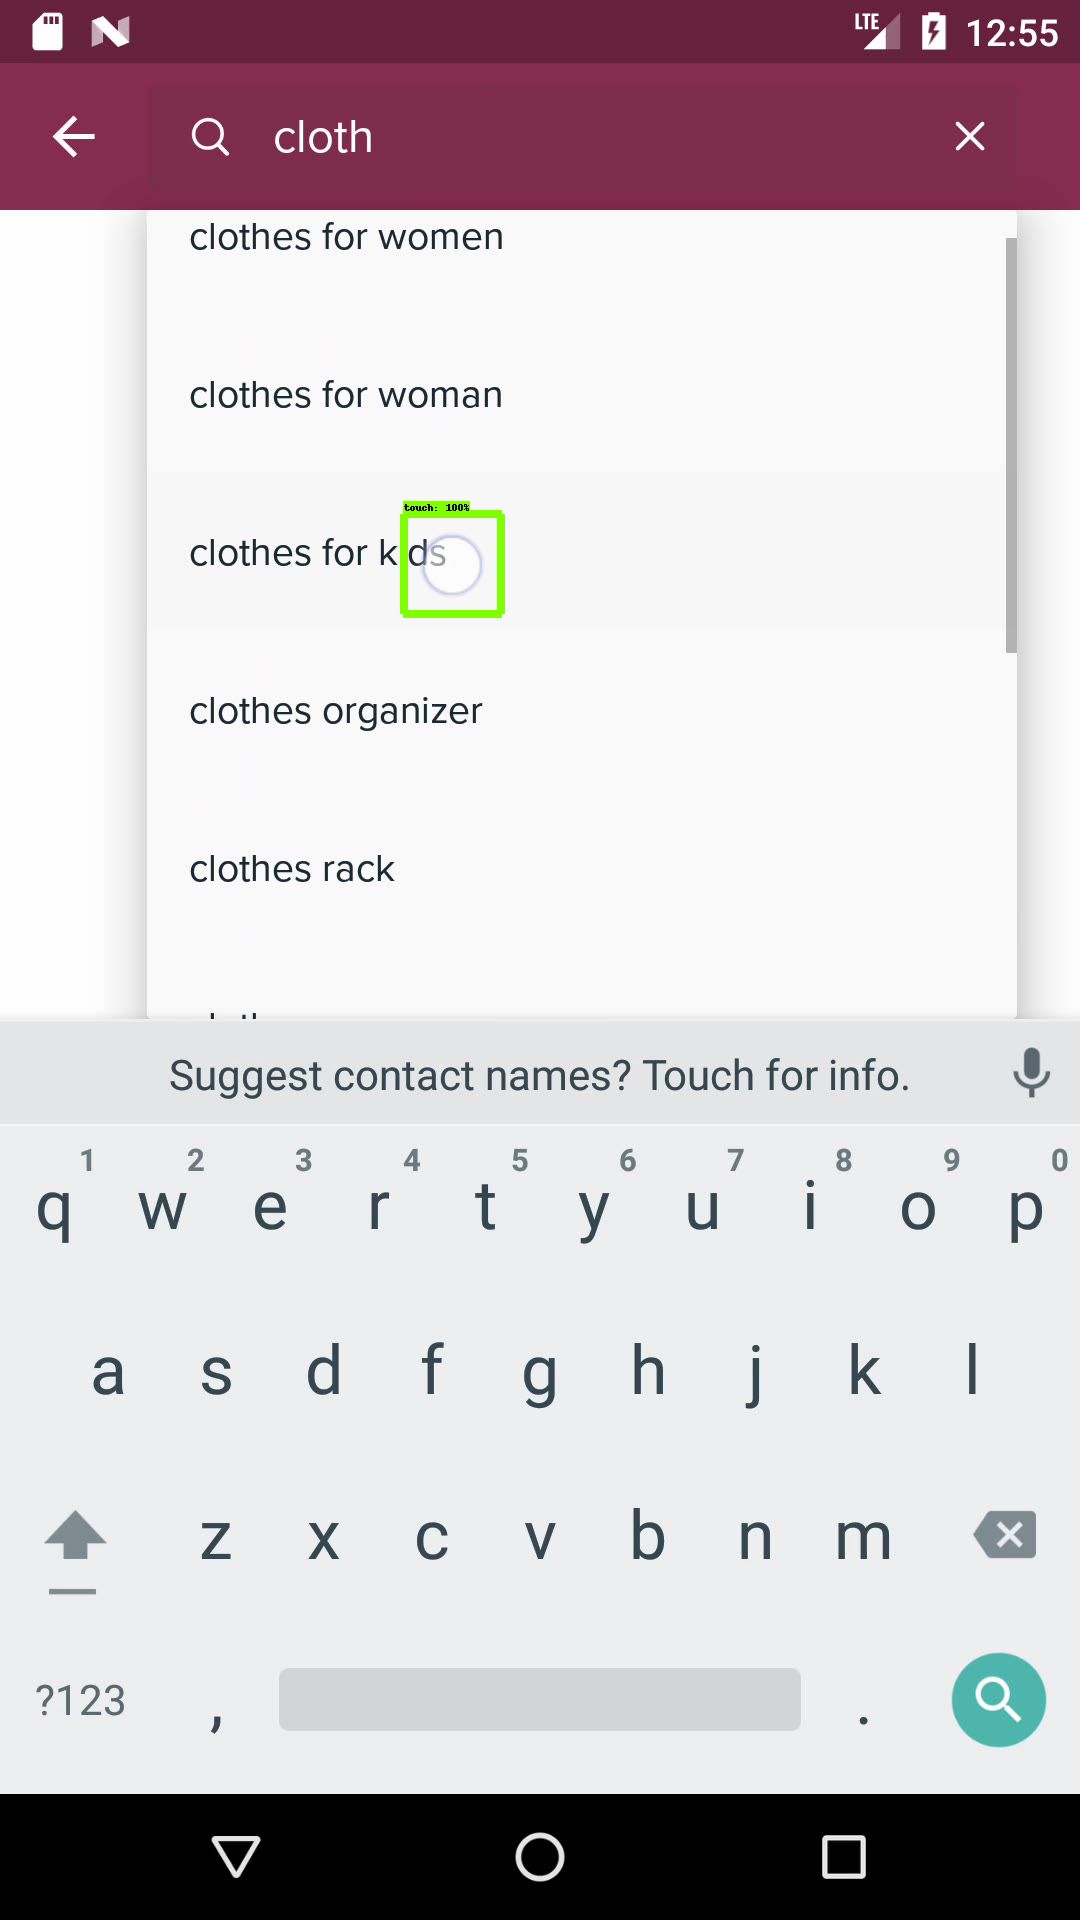 LTE 12:55
cloth
clothes for women
clothes for woman
touch: 100%
clothes for kids
clothes organizer
clothes rack
Suggest contact names? Touch for info.
1 2 3 4 5 6 7 8 9 0
q w e r t y u i o p
a s d f g h j k l
z x c v b n m
?123 , .